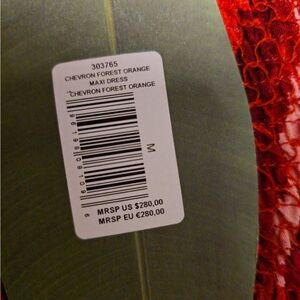 303765
CHEVRON FOREST ORANGE
MAXI DRESS
CHEVRON FOREST ORANGE
M
MRSP US $280,00
MRSP EU €280,00